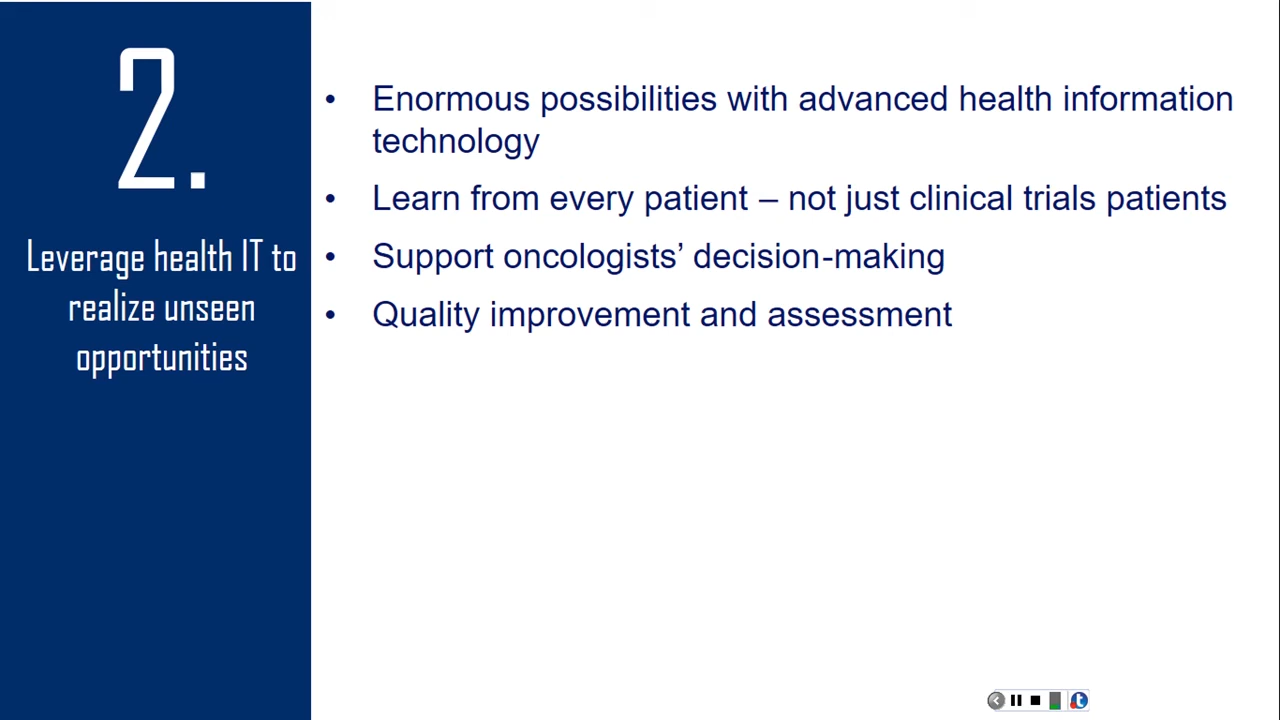 2.
Leverage health IT to
realize unseen
opportunities
• Enormous possibilities with advanced health information
technology
• Learn from every patient – not just clinical trials patients
• Support oncologists’ decision-making
• Quality improvement and assessment
t